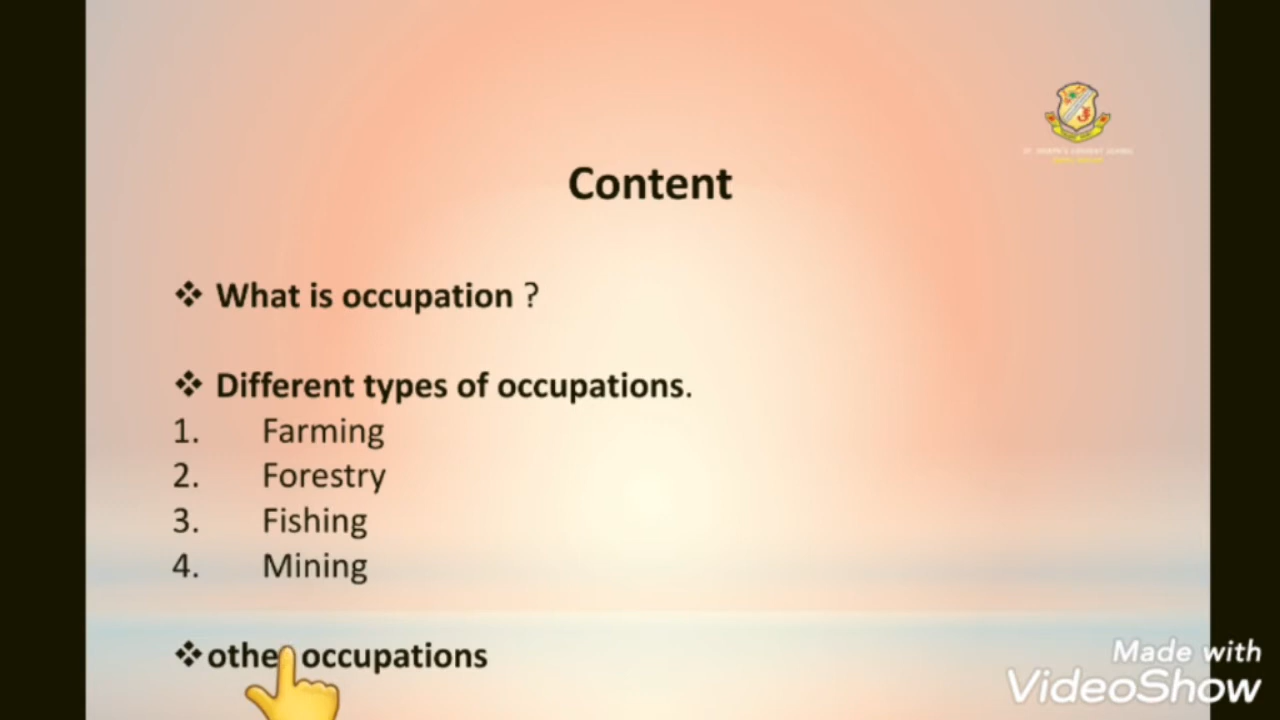 Content
❖ What is occupation ?
❖ Different types of occupations.
1. Farming
2. Forestry
3. Fishing
4. Mining
❖other occupations
Made with
VideoShow